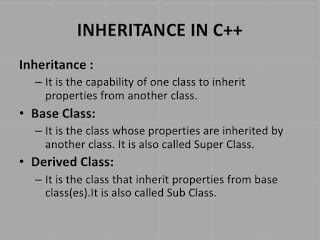 INHERITANCE IN C++
Inheritance :
– It is the capability of one class to inherit
properties from another class.
• Base Class:
– It is the class whose properties are inherited by
another class. It is also called Super Class.
• Derived Class:
– It is the class that inherit properties from base
class(es).It is also called Sub Class.